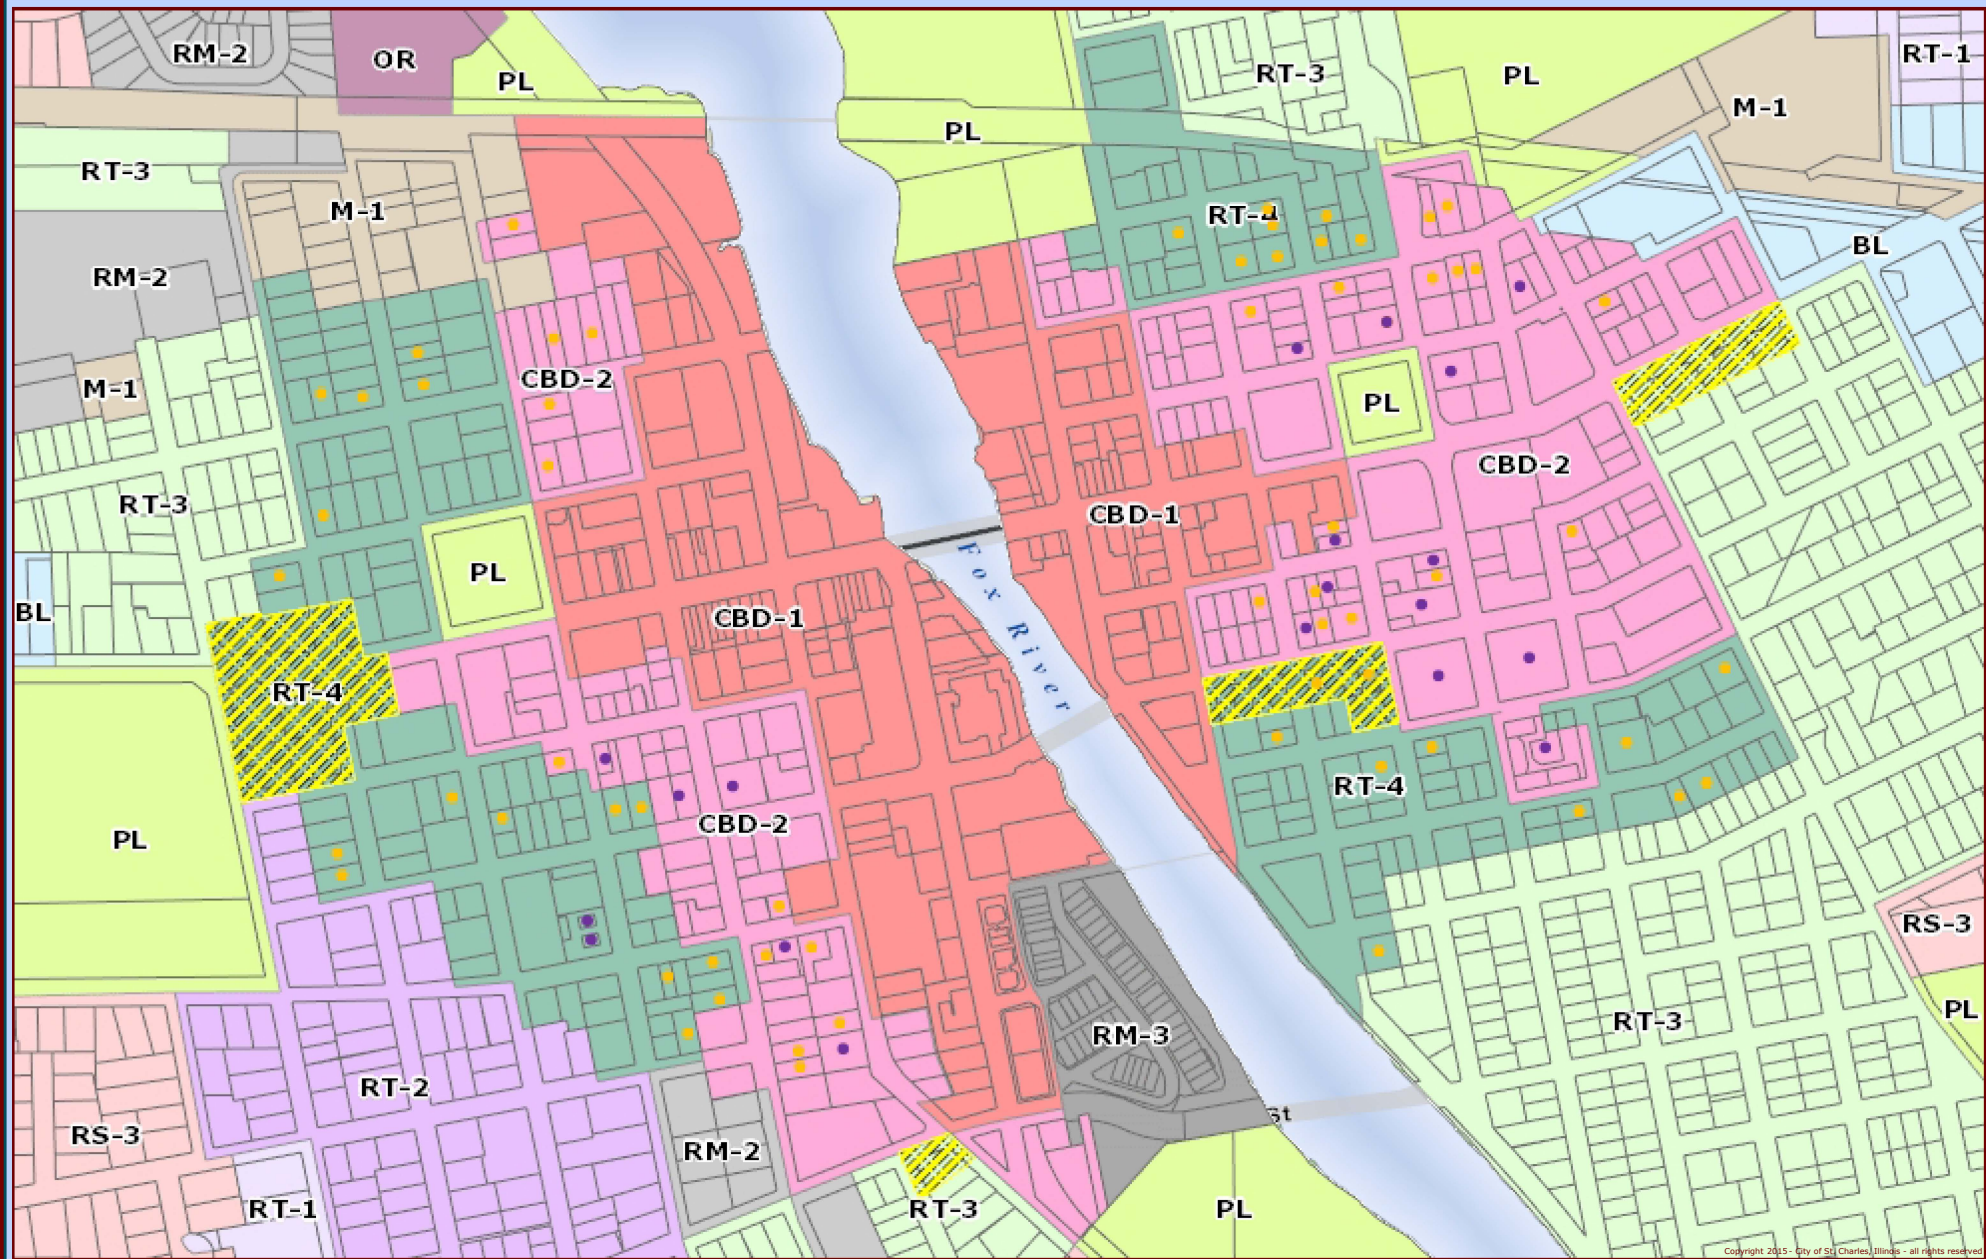 RM-2
OR
PL
RT-3
PL
RT-1
M-1
PL
RT-3
M-1
RT-4
BL
RM-2
CBD-2
M-1
PL
CBD-2
RT-3
CBD-1
PL
Fox River
BL
CBD-1
RT-4
RT-4
PL
CBD-2
RS-3
PL
RT-3
RM-3
RT-2
St
RS-3
RM-2
RT-1
RT-3
PL
Copyright 2015 - City of St. Charles, Illinois - all rights reserved